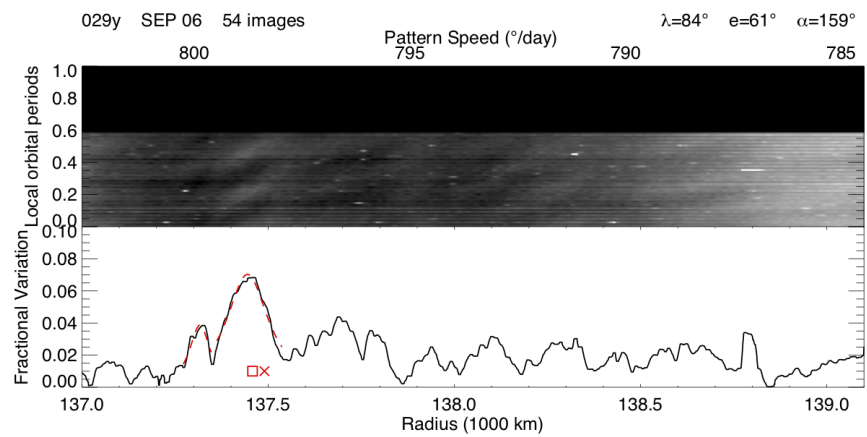 029y SEP 06 54 images λ=84° e=61° α=159°
Pattern Speed (°/day)
800 795 790 785
Local orbital periods
1.0
0.8
0.6
0.4
0.2
0.0
Fractional Variation
0.10
0.08
0.06
0.04
0.02
0.00
137.0 137.5 138.0 138.5 139.0
Radius (1000 km)